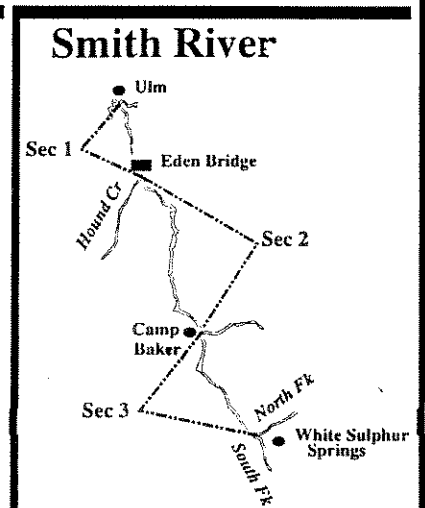 Smith River
Ulm
Sec 1
Eden Bridge
Hound Cr
Sec 2
Camp
Baker
Sec 3
North Fk
White Sulphur
Springs
South Fk